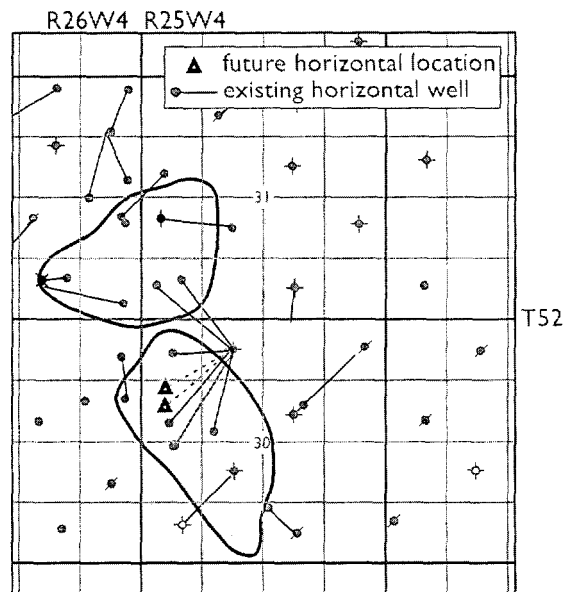 R26W4 R25W4
future horizontal location
existing horizontal well
31
T52
30